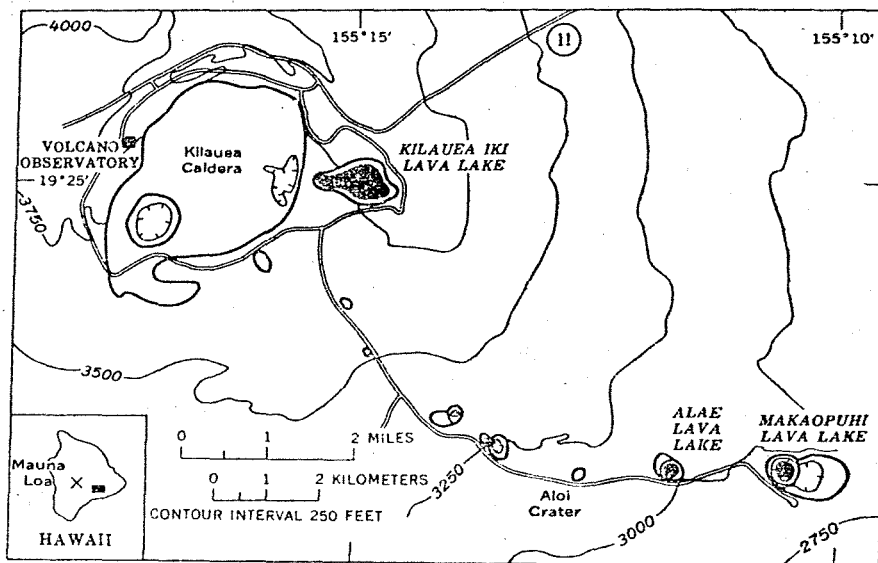 4000
155°15'
11
155°10'
VOLCANO
OBSERVATORY
19°25'
Kilauea
Caldera
KILAUEA IKI
LAVA LAKE
3750
3500
ALAE
LAVA
LAKE
MAKAOPUHI
LAVA LAKE
0 1 2 MILES
0 1 2 KILOMETERS
CONTOUR INTERVAL 250 FEET
3250
Aloi
Crater
3000
2750
Mauna
Loa
HAWAII